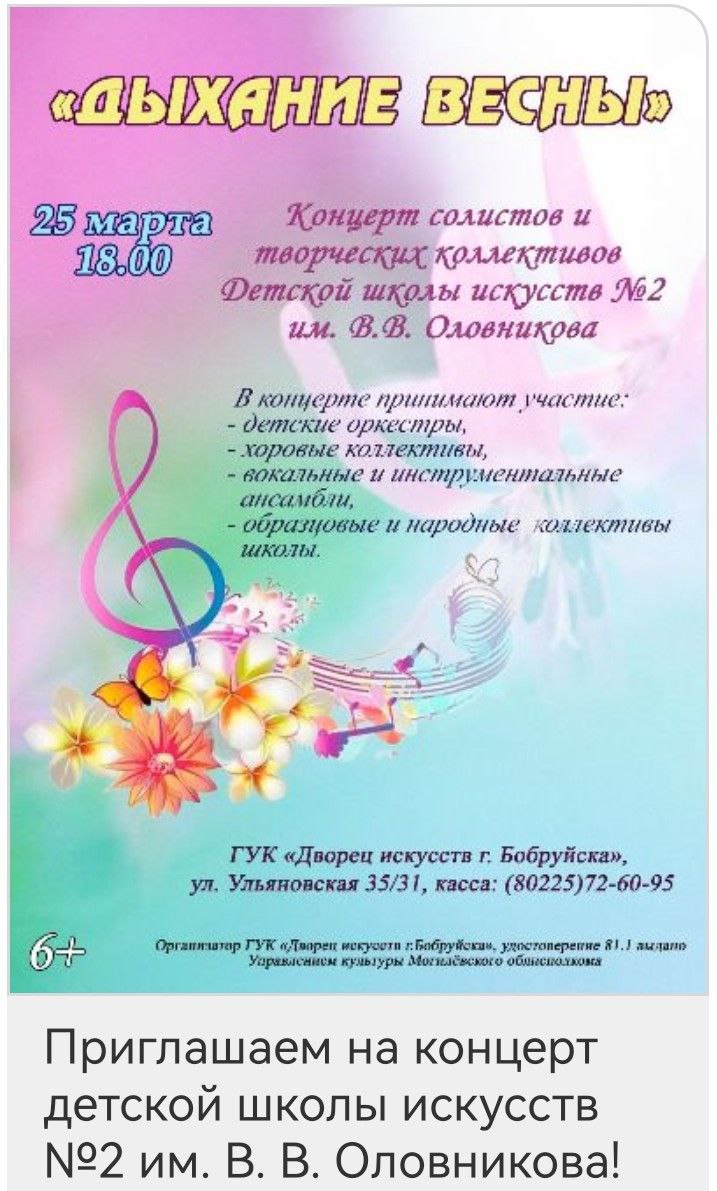 «ДЫХАНИЕ ВЕСНЫ»
25 марта
18.00
Концерт солистов и
творческих коллективов
Детской школы искусств №2
им. В.В. Оловникова
В концерте принимают участие:
- детские оркестры,
- хоровые коллективы,
- вокальные и инструментальные
ансамбли,
- образцовые и народные коллективы
школы.
ГУК «Дворец искусств г. Бобруйска»,
ул. Ульяновская 35/31, касса: (80225)72-60-95
6+
Организатор ГУК «Дворец искусств г.Бобруйска», удостоверение 81.1 выдано
Управлением культуры Могилёвского облисполкома
Приглашаем на концерт
детской школы искусств
№2 им. В. В. Оловникова!